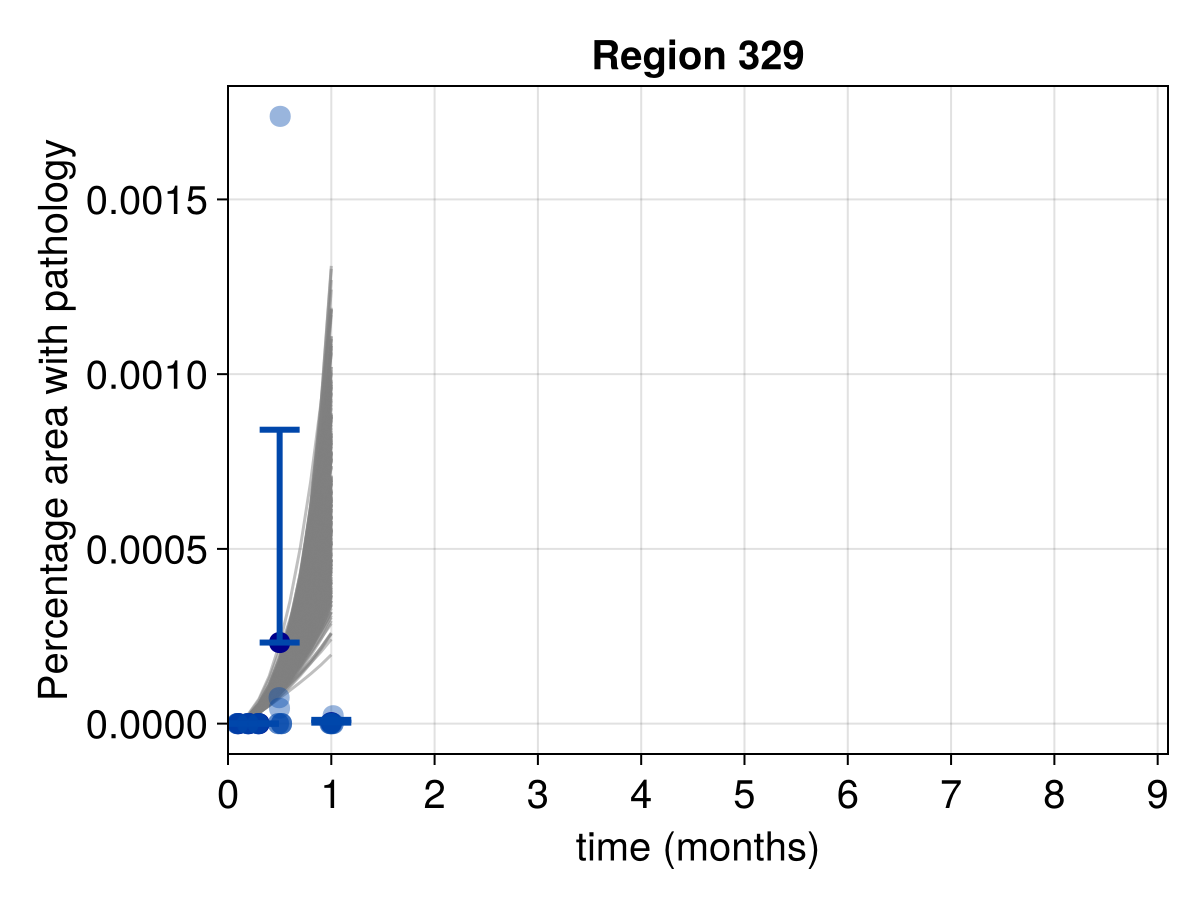 Region 329
Percentage area with pathology
0.0015
0.0010
0.0005
0.0000
0 1 2 3 4 5 6 7 8 9
time (months)